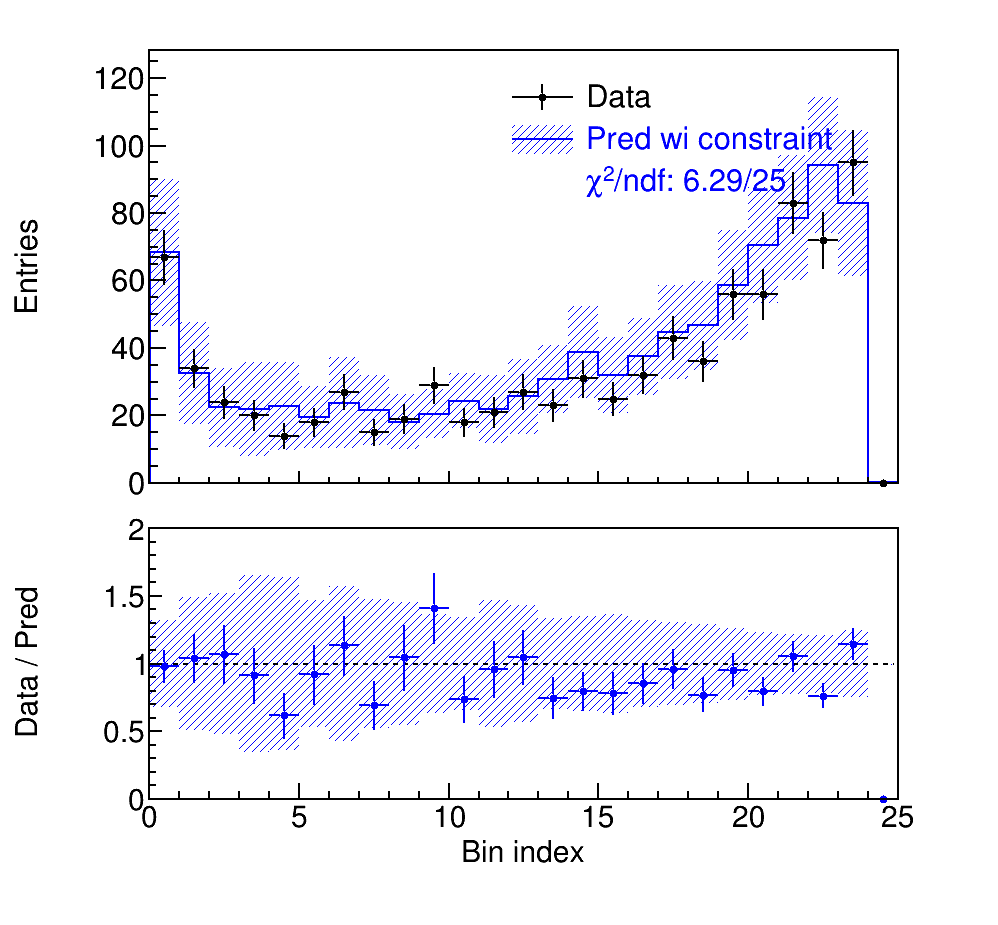 Entries
120
100
80
60
40
20
0
Data
Pred wi constraint
χ²/ndf: 6.29/25
Data / Pred
2
1.5
1
0.5
0
0 5 10 15 20 25
Bin index